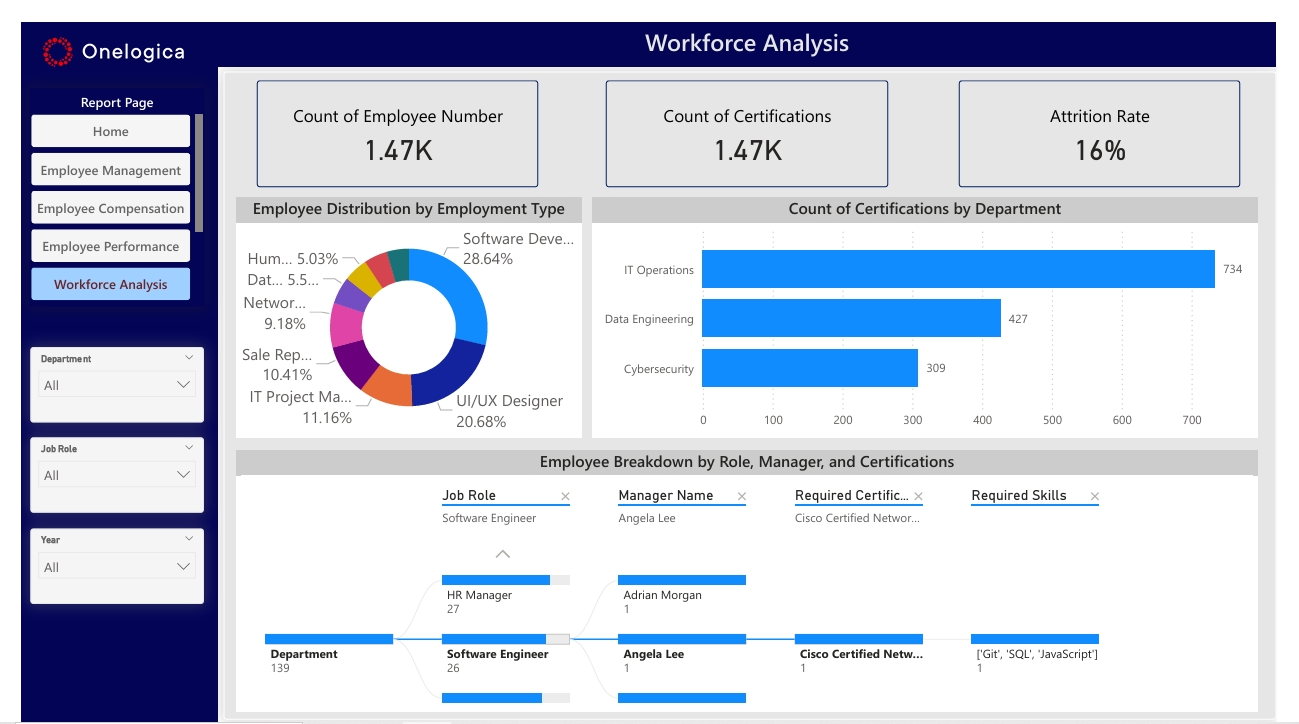 Onelogica
Workforce Analysis
Report Page
Home
Employee Management
Employee Compensation
Employee Performance
Workforce Analysis
Department
All
Job Role
All
Year
All
Count of Employee Number
1.47K
Count of Certifications
1.47K
Attrition Rate
16%
Employee Distribution by Employment Type
Software Deve...
28.64%
Hum... 5.03%
Dat... 5.5...
Networ...
9.18%
Sale Rep...
10.41%
IT Project Ma...
11.16%
UI/UX Designer
20.68%
Count of Certifications by Department
IT Operations
734
Data Engineering
427
Cybersecurity
309
0 100 200 300 400 500 600 700
Employee Breakdown by Role, Manager, and Certifications
Job Role × Manager Name × Required Certific... × Required Skills ×
Software Engineer Angela Lee Cisco Certified Networ...
HR Manager Adrian Morgan
27 1
Department Software Engineer Angela Lee Cisco Certified Netw... ['Git', 'SQL', 'JavaScript']
139 26 1 1 1